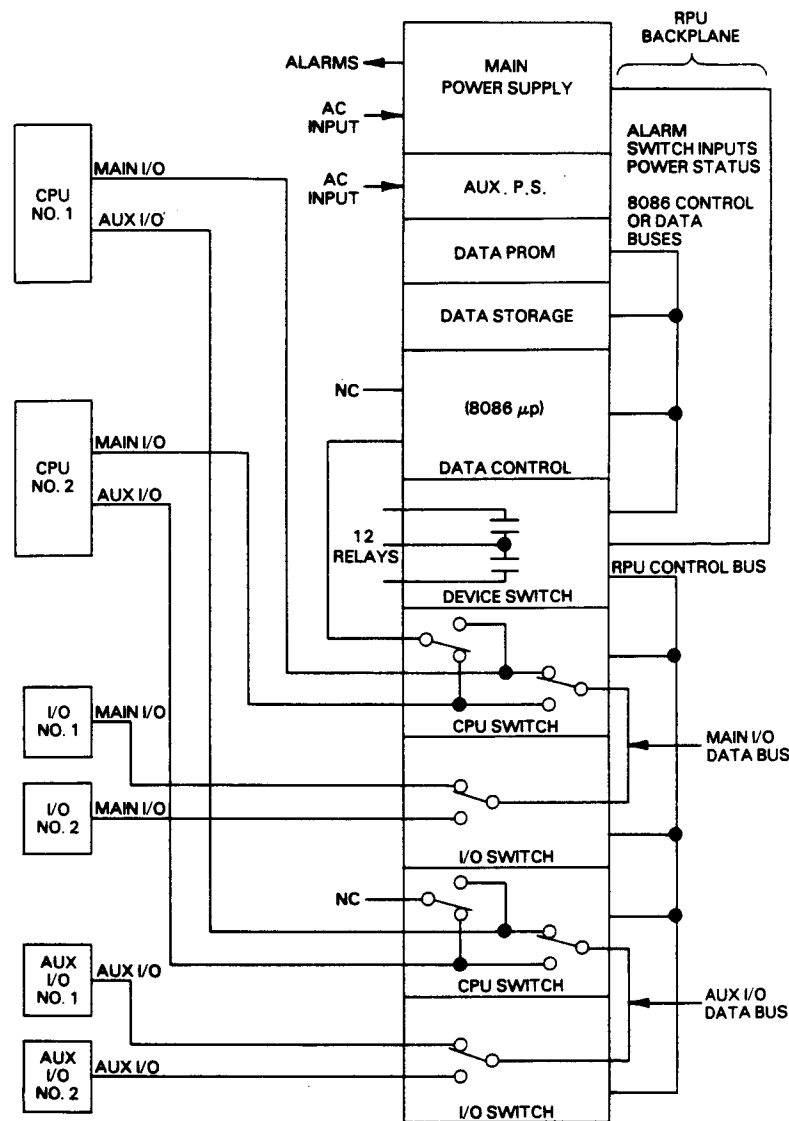 RPU
BACKPLANE
ALARMS
MAIN
POWER SUPPLY
AC
INPUT
ALARM
SWITCH INPUTS
POWER STATUS
CPU
NO. 1
MAIN I/O
AUX I/O
AC
INPUT
AUX. P.S.
8086 CONTROL
OR DATA
BUSES
DATA PROM
DATA STORAGE
NC
(8086 μp)
DATA CONTROL
CPU
NO. 2
MAIN I/O
AUX I/O
12
RELAYS
DEVICE SWITCH
RPU CONTROL BUS
CPU SWITCH
MAIN I/O
DATA BUS
I/O
NO. 1
MAIN I/O
I/O
NO. 2
MAIN I/O
I/O SWITCH
NC
CPU SWITCH
AUX I/O
DATA BUS
AUX
I/O
NO. 1
AUX I/O
AUX
I/O
NO. 2
AUX I/O
I/O SWITCH